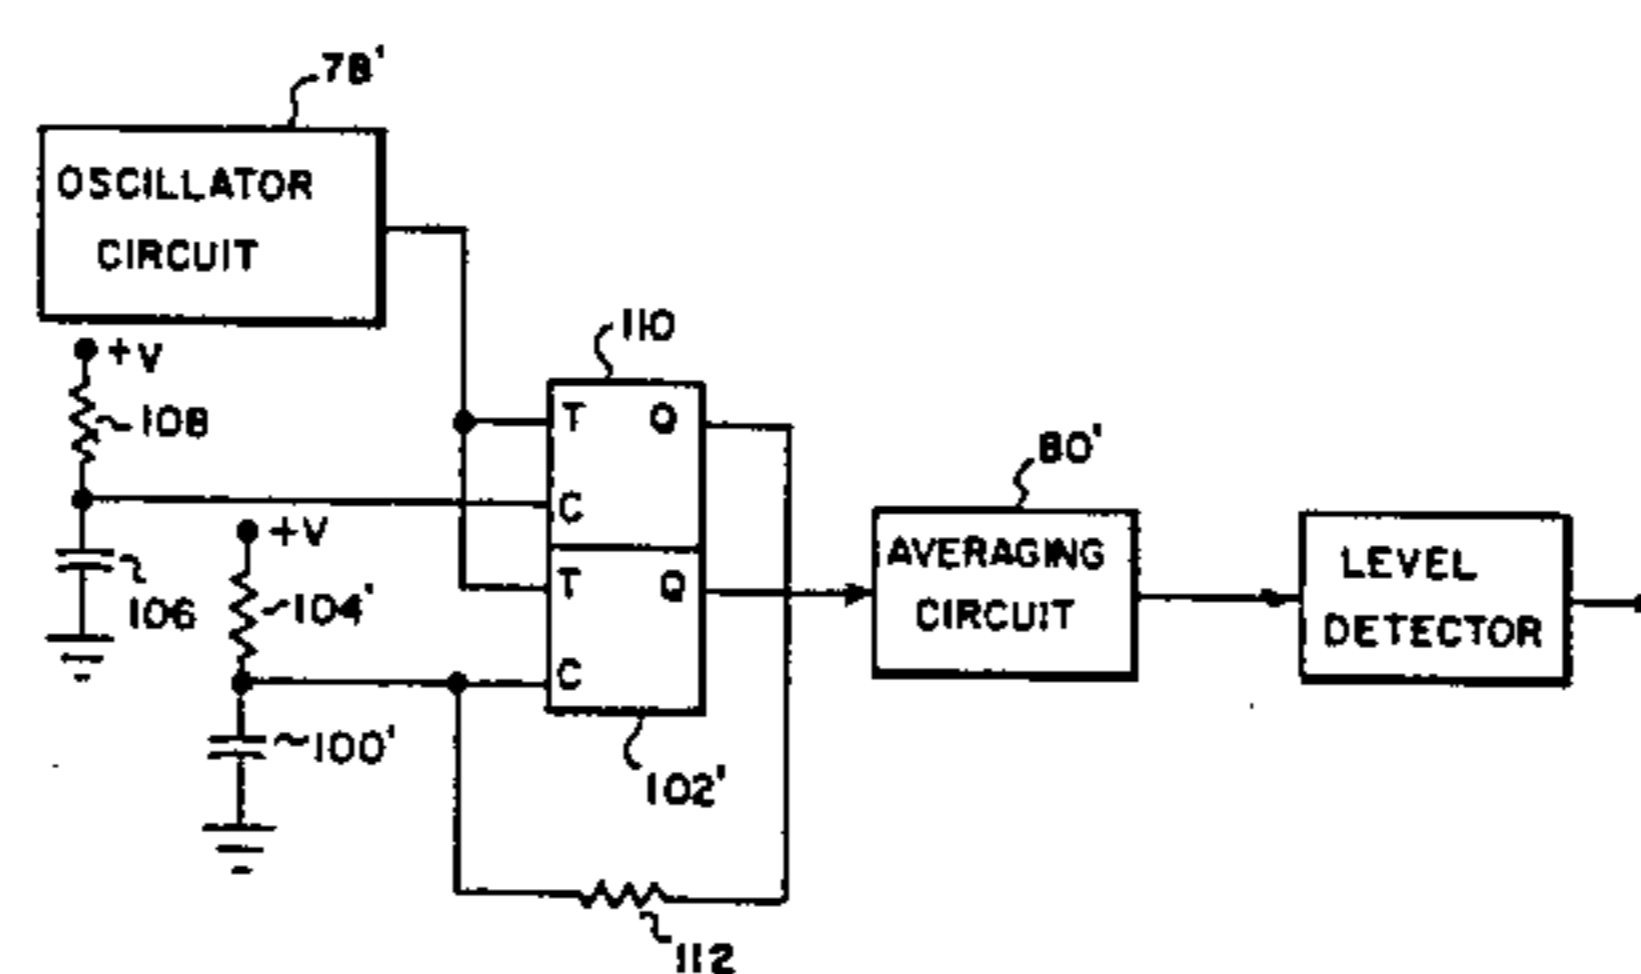 78'
OSCILLATOR
CIRCUIT
+V
108
106
+V
104'
100'
110
T Q
C
T Q
C
102'
112
80'
AVERAGING
CIRCUIT
LEVEL
DETECTOR